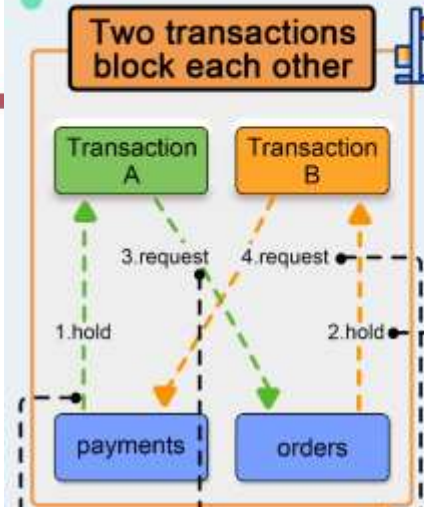 Two transactions
block each other
Transaction
A
Transaction
B
3.request
4.request
1.hold
2.hold
payments
orders